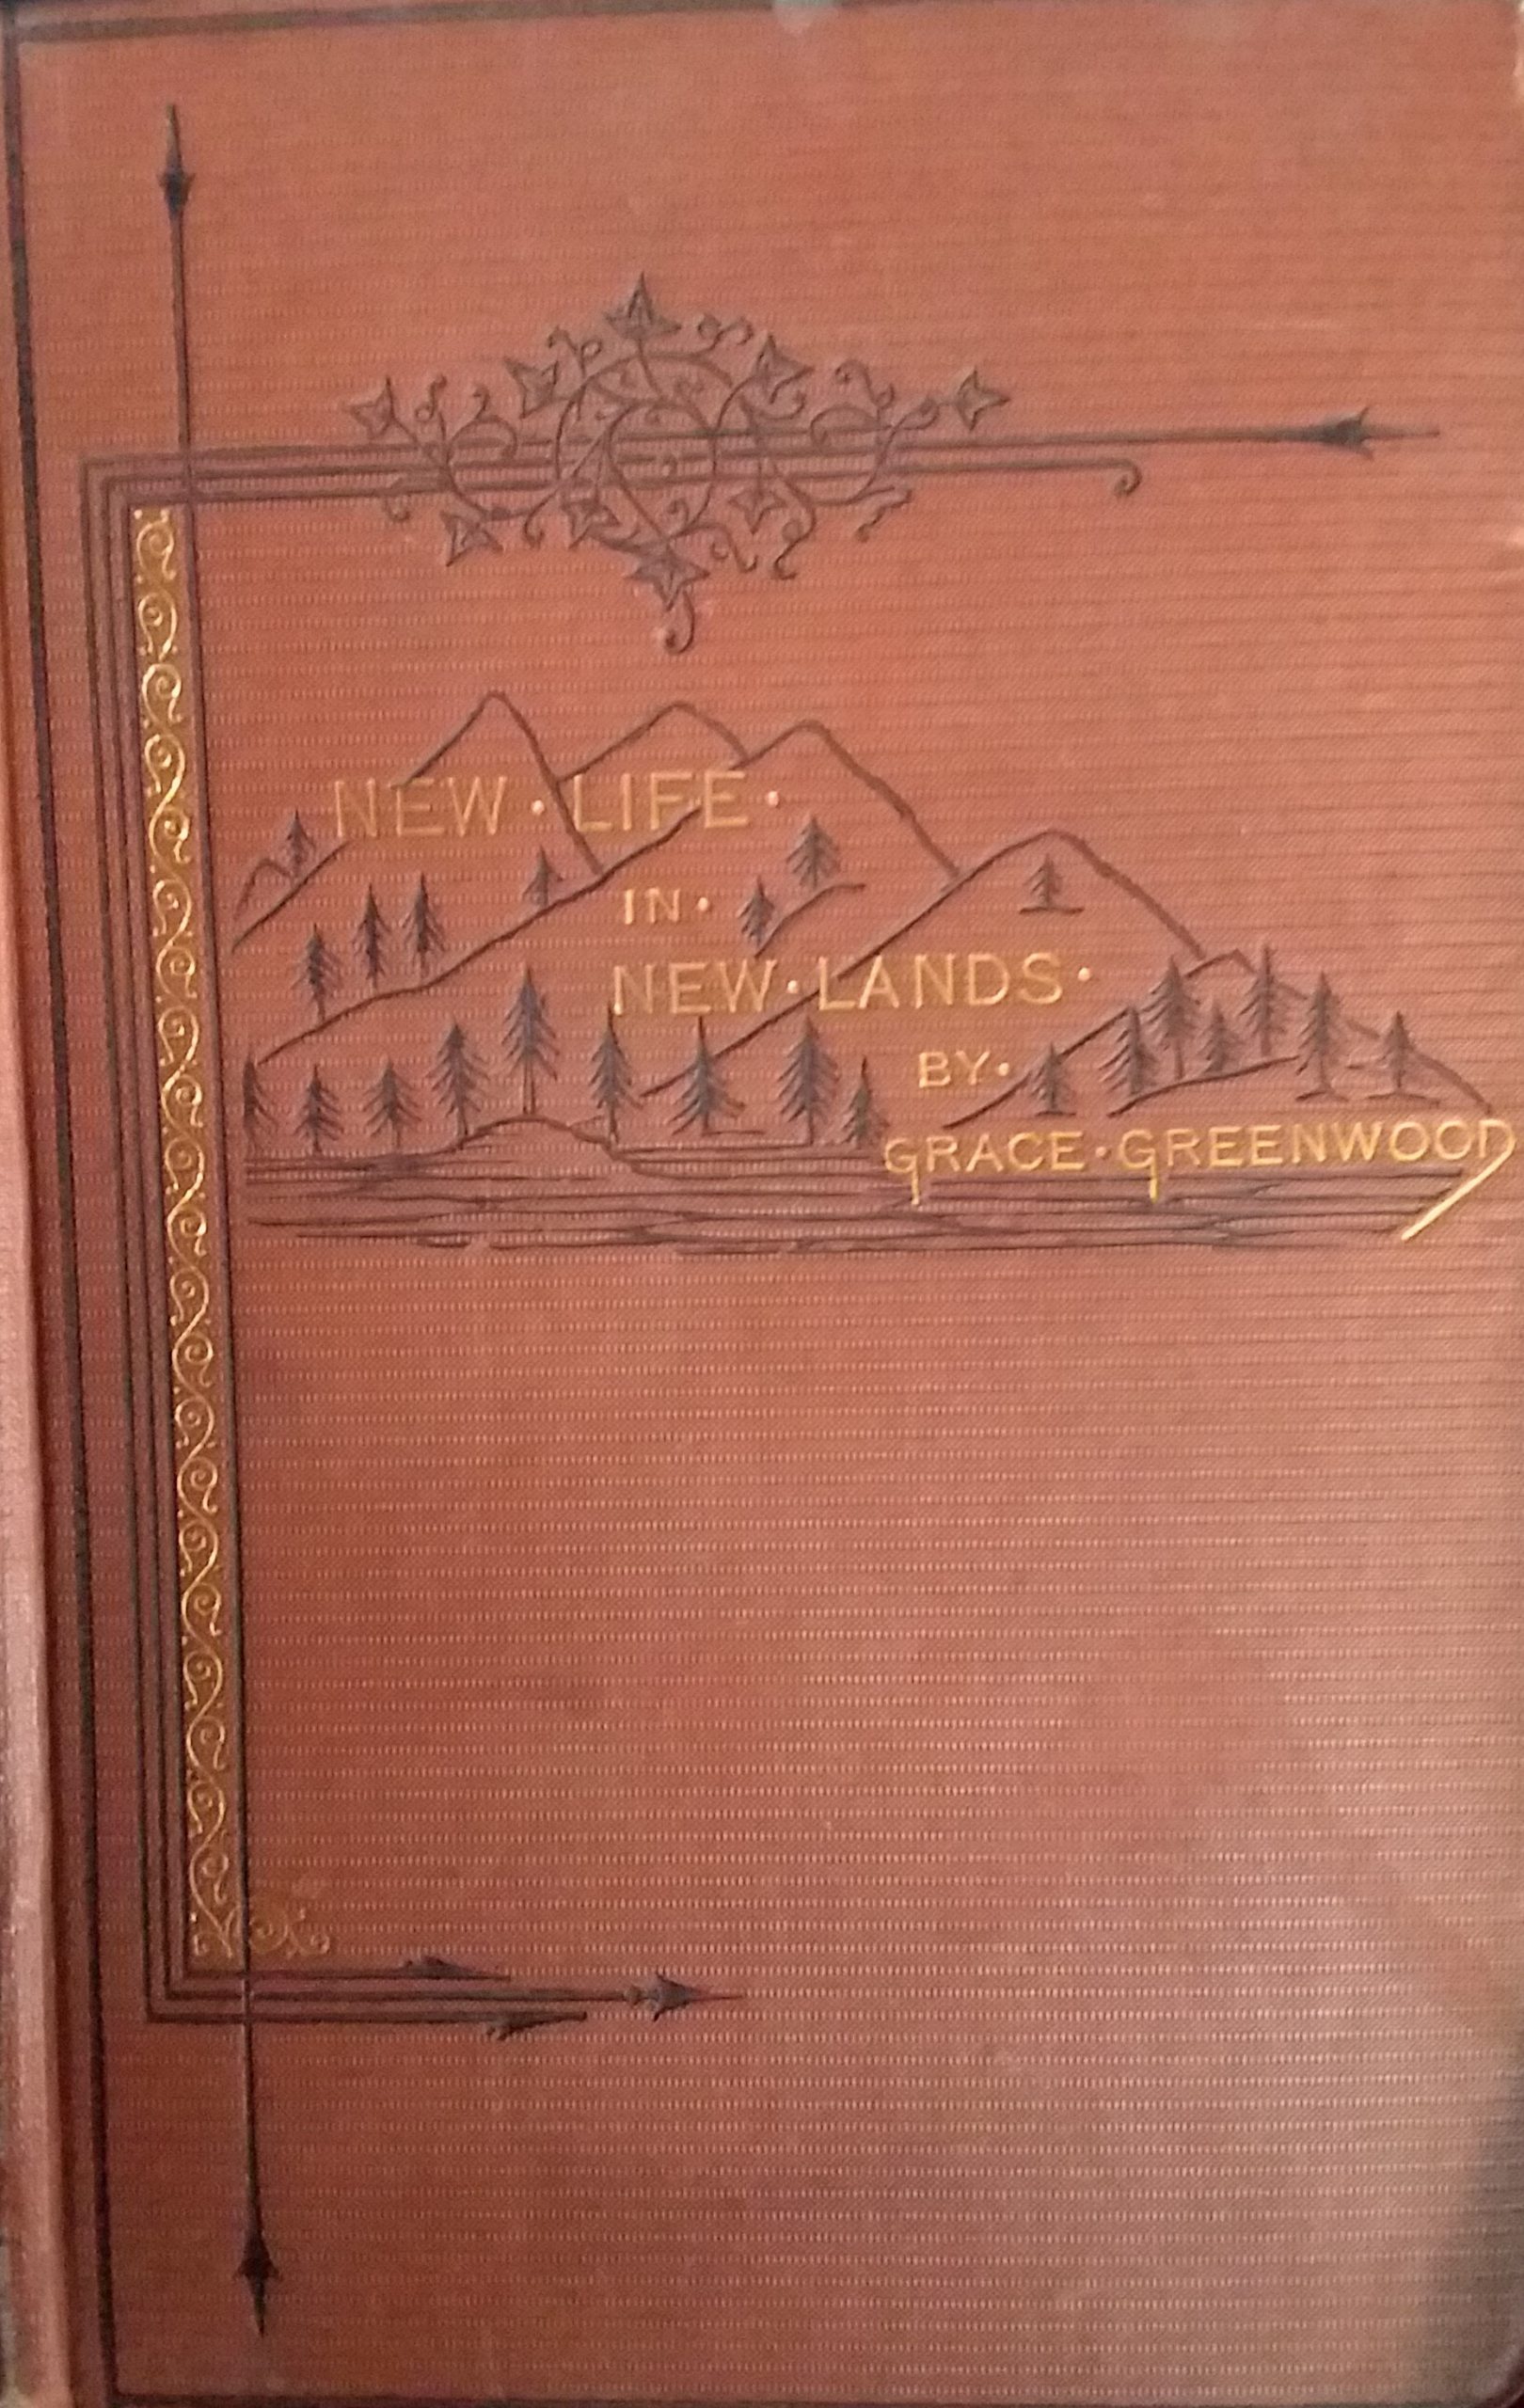 NEW · LIFE ·
IN ·
NEW · LANDS ·
BY ·
GRACE · GREENWOOD